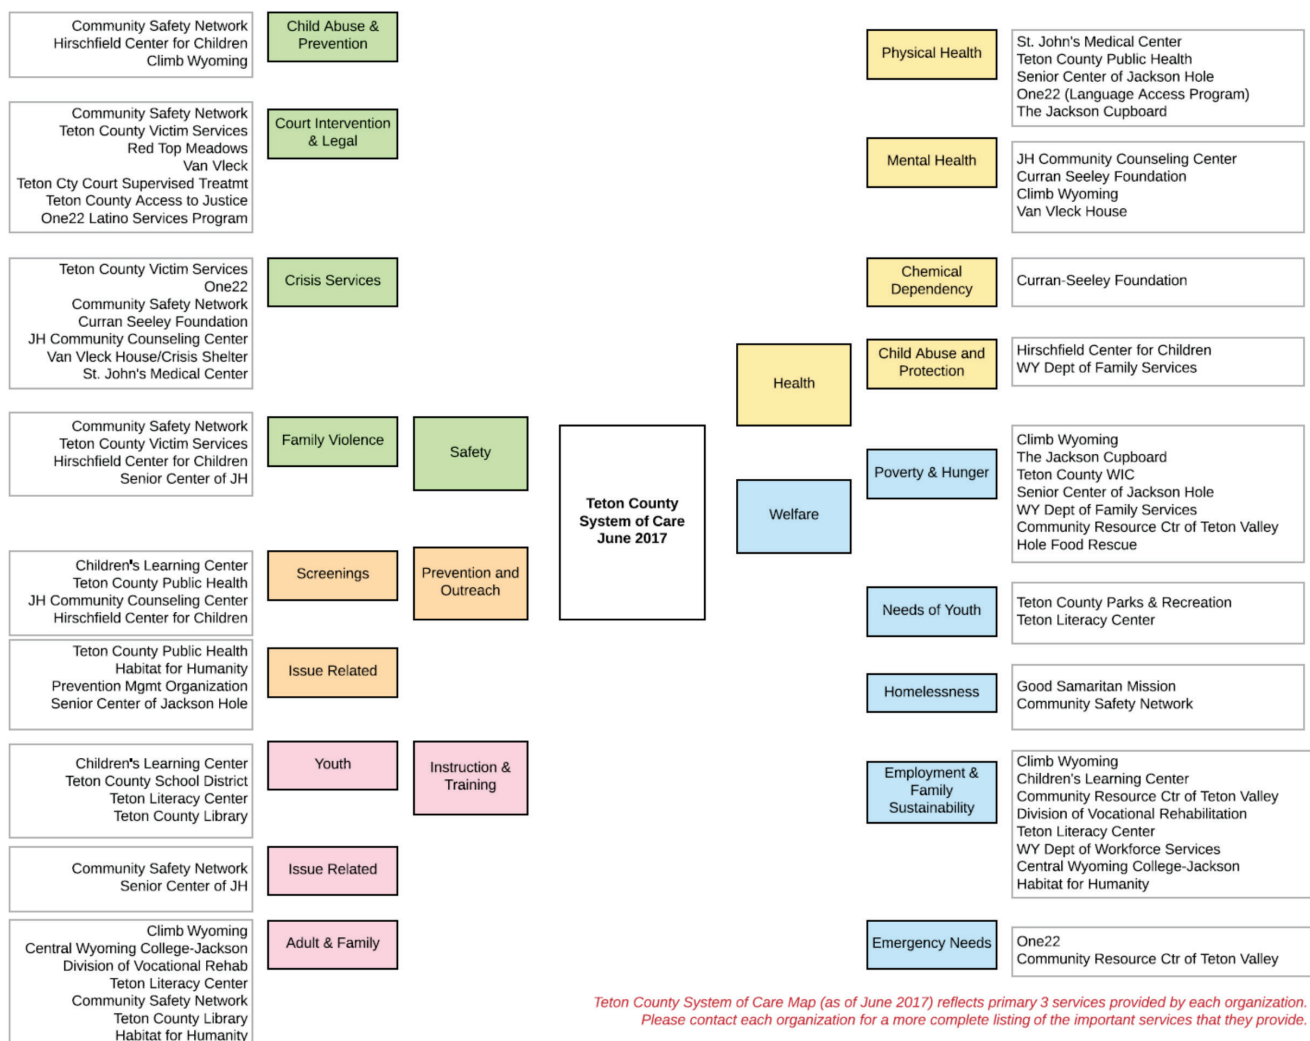 Community Safety Network
Hirschfield Center for Children
Climb Wyoming
Child Abuse &
Prevention
Community Safety Network
Teton County Victim Services
Red Top Meadows
Van Vleck
Teton Cty Court Supervised Treatmt
Teton County Access to Justice
One22 Latino Services Program
Court Intervention
& Legal
Teton County Victim Services
One22
Community Safety Network
Curran Seeley Foundation
JH Community Counseling Center
Van Vleck House/Crisis Shelter
St. John's Medical Center
Crisis Services
Community Safety Network
Teton County Victim Services
Hirschfield Center for Children
Senior Center of JH
Family Violence
Safety
Children's Learning Center
Teton County Public Health
JH Community Counseling Center
Hirschfield Center for Children
Screenings
Prevention and
Outreach
Teton County Public Health
Habitat for Humanity
Prevention Mgmt Organization
Senior Center of Jackson Hole
Issue Related
Children's Learning Center
Teton County School District
Teton Literacy Center
Teton County Library
Youth
Instruction &
Training
Community Safety Network
Senior Center of JH
Issue Related
Climb Wyoming
Central Wyoming College-Jackson
Division of Vocational Rehab
Teton Literacy Center
Community Safety Network
Teton County Library
Habitat for Humanity
Adult & Family
Teton County
System of Care
June 2017
Health
Welfare
Physical Health
St. John's Medical Center
Teton County Public Health
Senior Center of Jackson Hole
One22 (Language Access Program)
The Jackson Cupboard
Mental Health
JH Community Counseling Center
Curran Seeley Foundation
Climb Wyoming
Van Vleck House
Chemical
Dependency
Curran-Seeley Foundation
Child Abuse and
Protection
Hirschfield Center for Children
WY Dept of Family Services
Poverty & Hunger
Climb Wyoming
The Jackson Cupboard
Teton County WIC
Senior Center of Jackson Hole
WY Dept of Family Services
Community Resource Ctr of Teton Valley
Hole Food Rescue
Needs of Youth
Teton County Parks & Recreation
Teton Literacy Center
Homelessness
Good Samaritan Mission
Community Safety Network
Employment &
Family
Sustainability
Climb Wyoming
Children's Learning Center
Community Resource Ctr of Teton Valley
Division of Vocational Rehabilitation
Teton Literacy Center
WY Dept of Workforce Services
Central Wyoming College-Jackson
Habitat for Humanity
Emergency Needs
One22
Community Resource Ctr of Teton Valley
Teton County System of Care Map (as of June 2017) reflects primary 3 services provided by each organization.
Please contact each organization for a more complete listing of the important services that they provide.